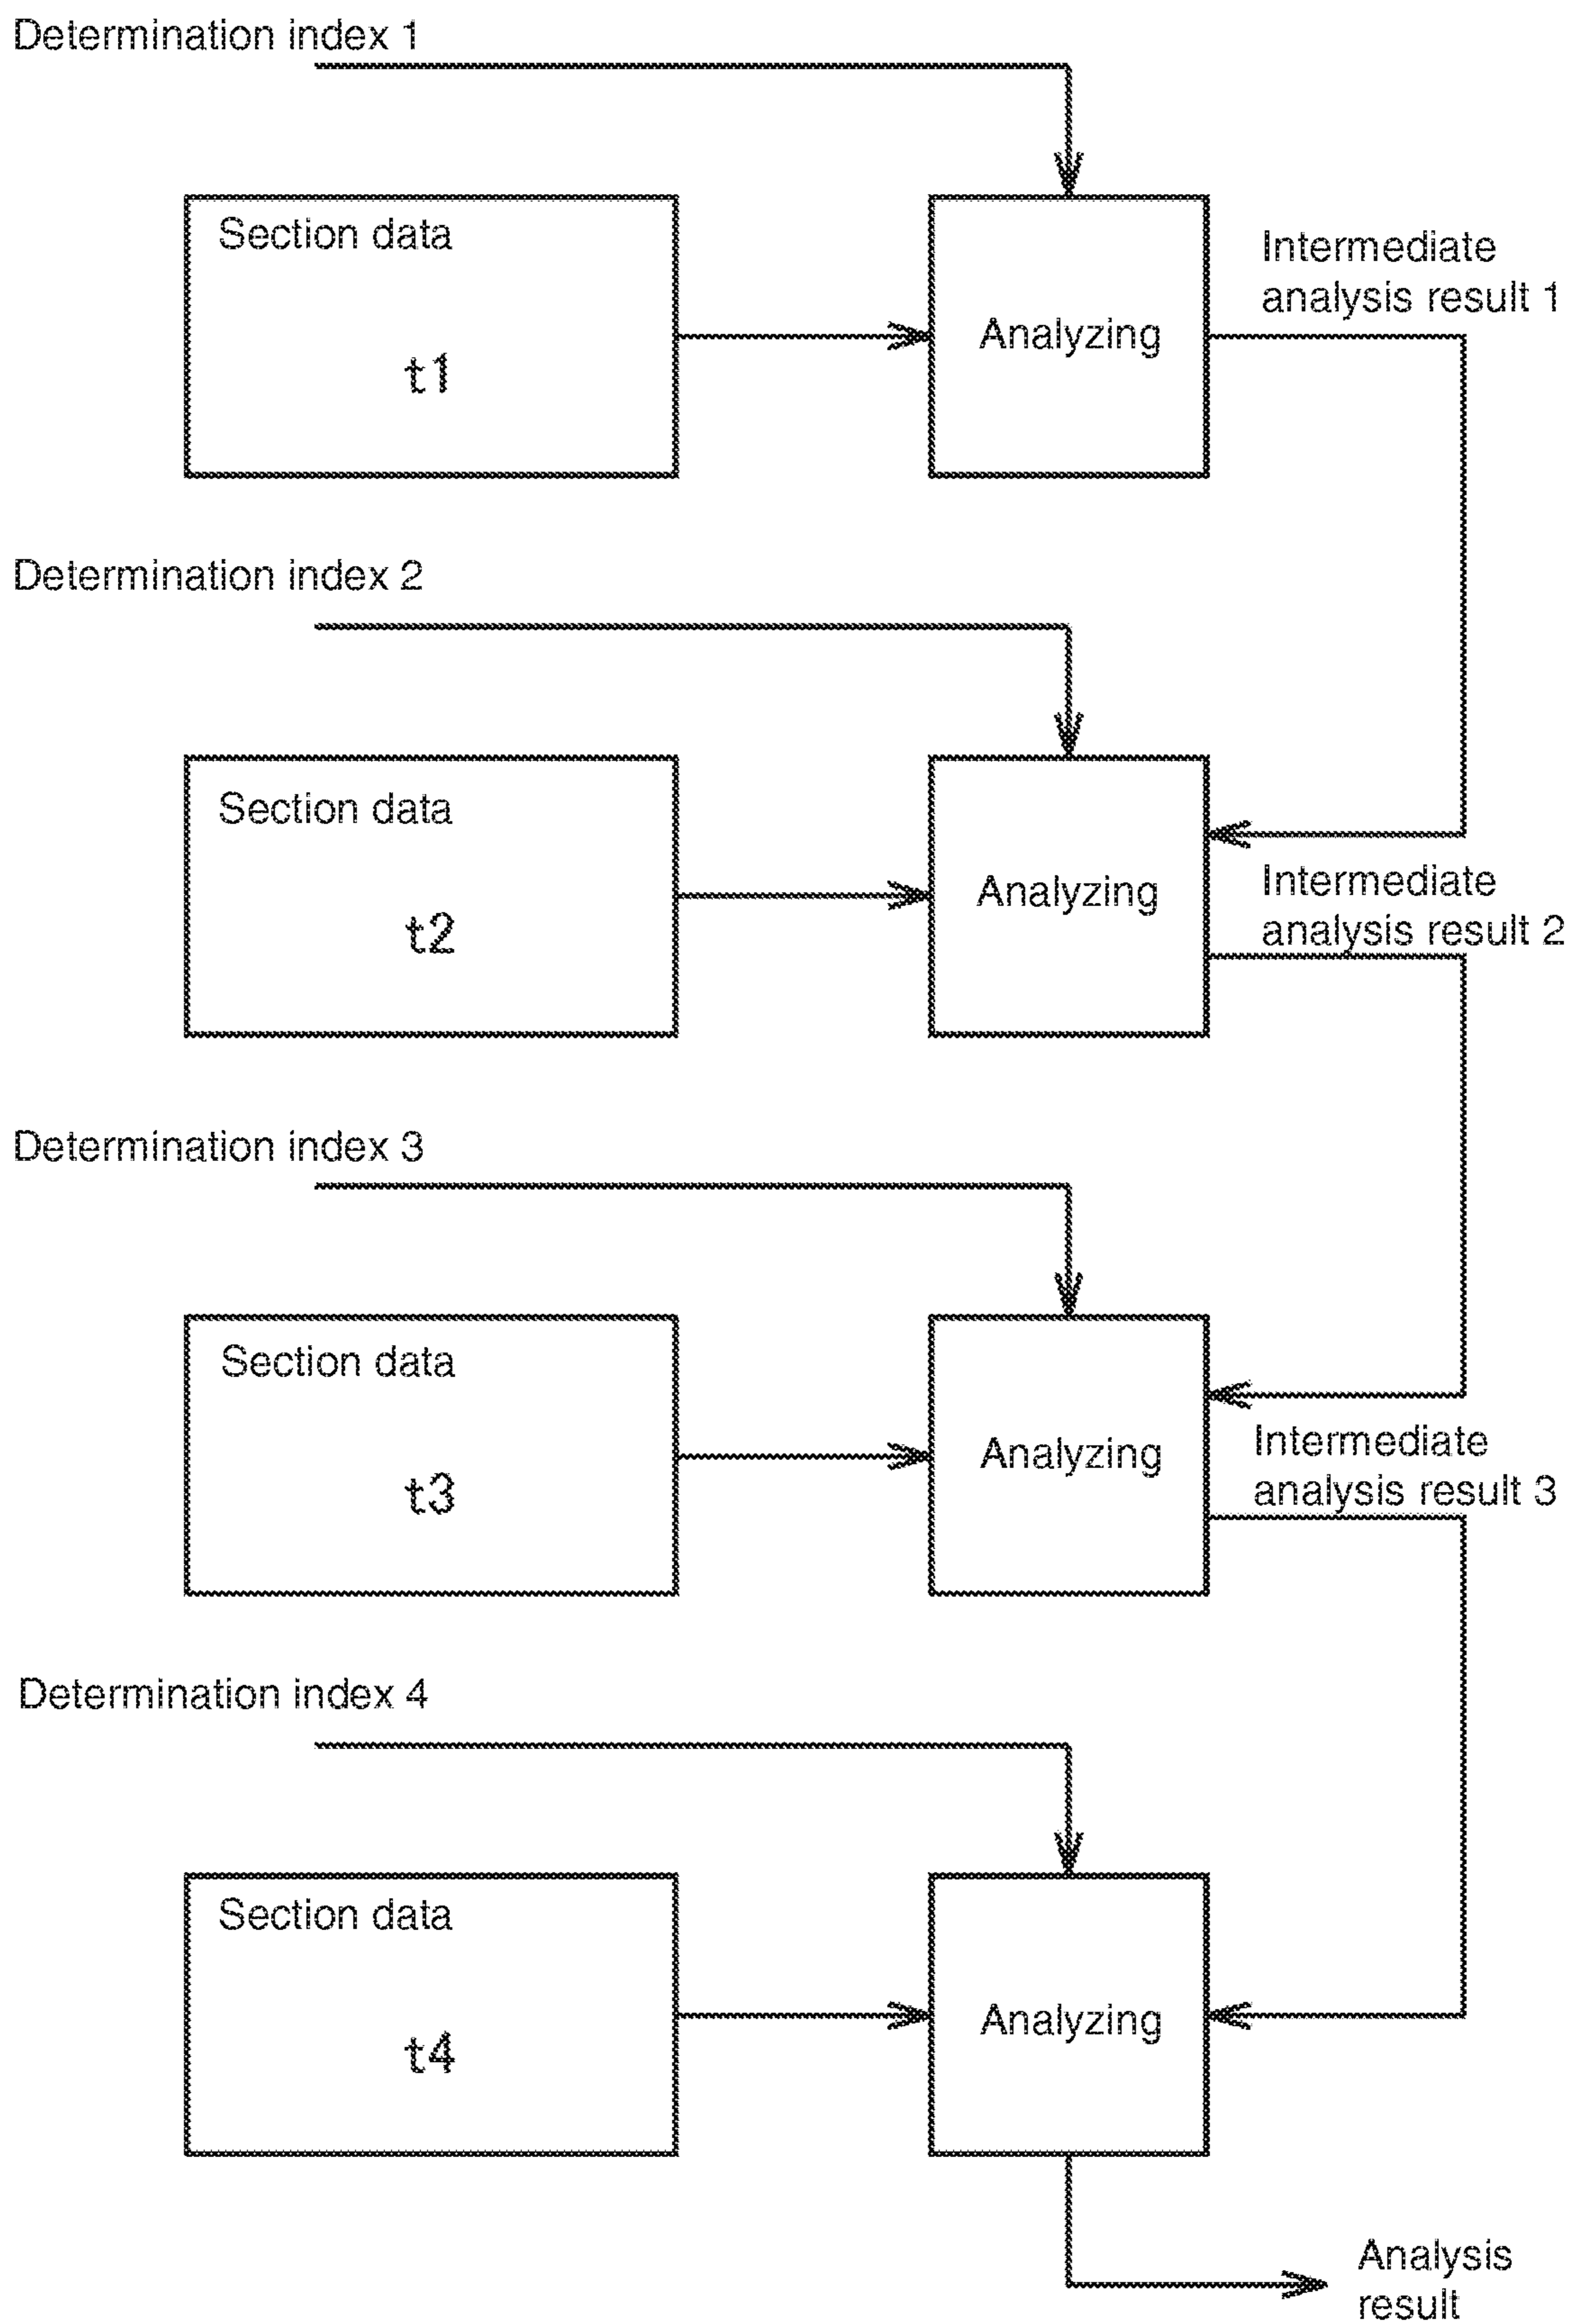 Determination index 1
Section data
t1
Analyzing
Intermediate
analysis result 1
Determination index 2
Section data
t2
Analyzing
Intermediate
analysis result 2
Determination index 3
Section data
t3
Analyzing
Intermediate
analysis result 3
Determination index 4
Section data
t4
Analyzing
Analysis
result